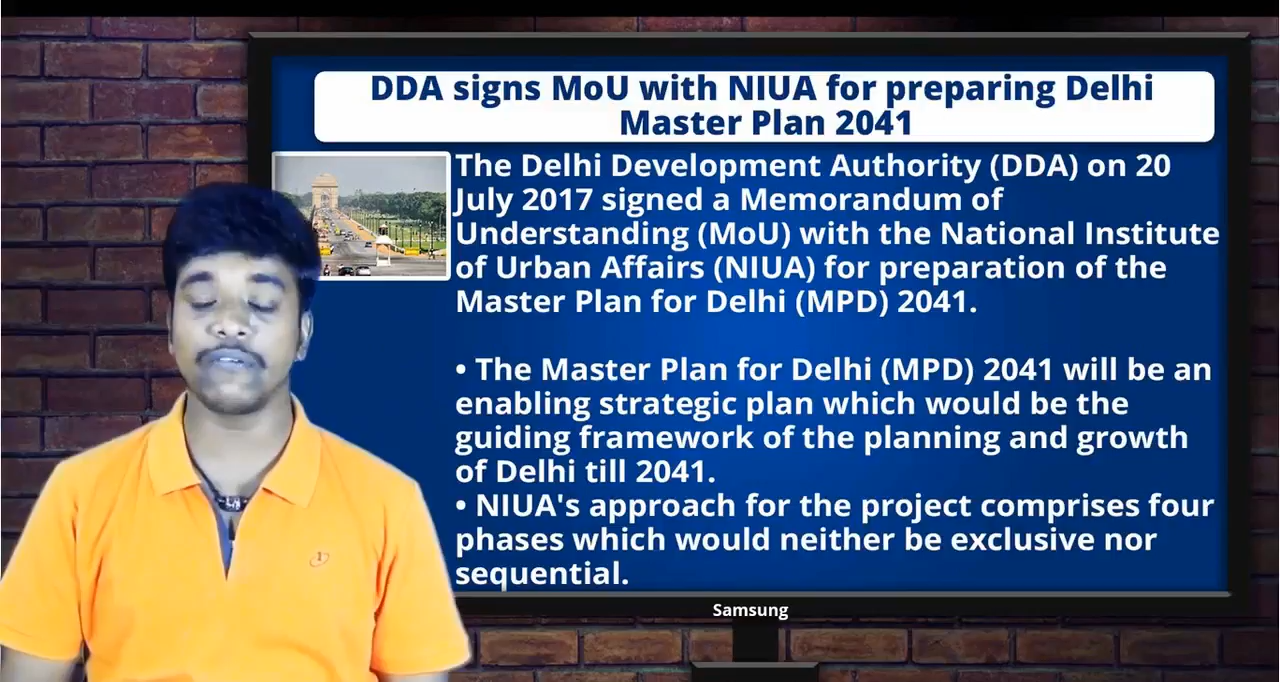 DDA signs MoU with NIUA for preparing Delhi
Master Plan 2041
The Delhi Development Authority (DDA) on 20
July 2017 signed a Memorandum of
Understanding (MoU) with the National Institute
of Urban Affairs (NIUA) for preparation of the
Master Plan for Delhi (MPD) 2041.
• The Master Plan for Delhi (MPD) 2041 will be an
enabling strategic plan which would be the
guiding framework of the planning and growth
of Delhi till 2041.
• NIUA's approach for the project comprises four
phases which would neither be exclusive nor
sequential.
Samsung